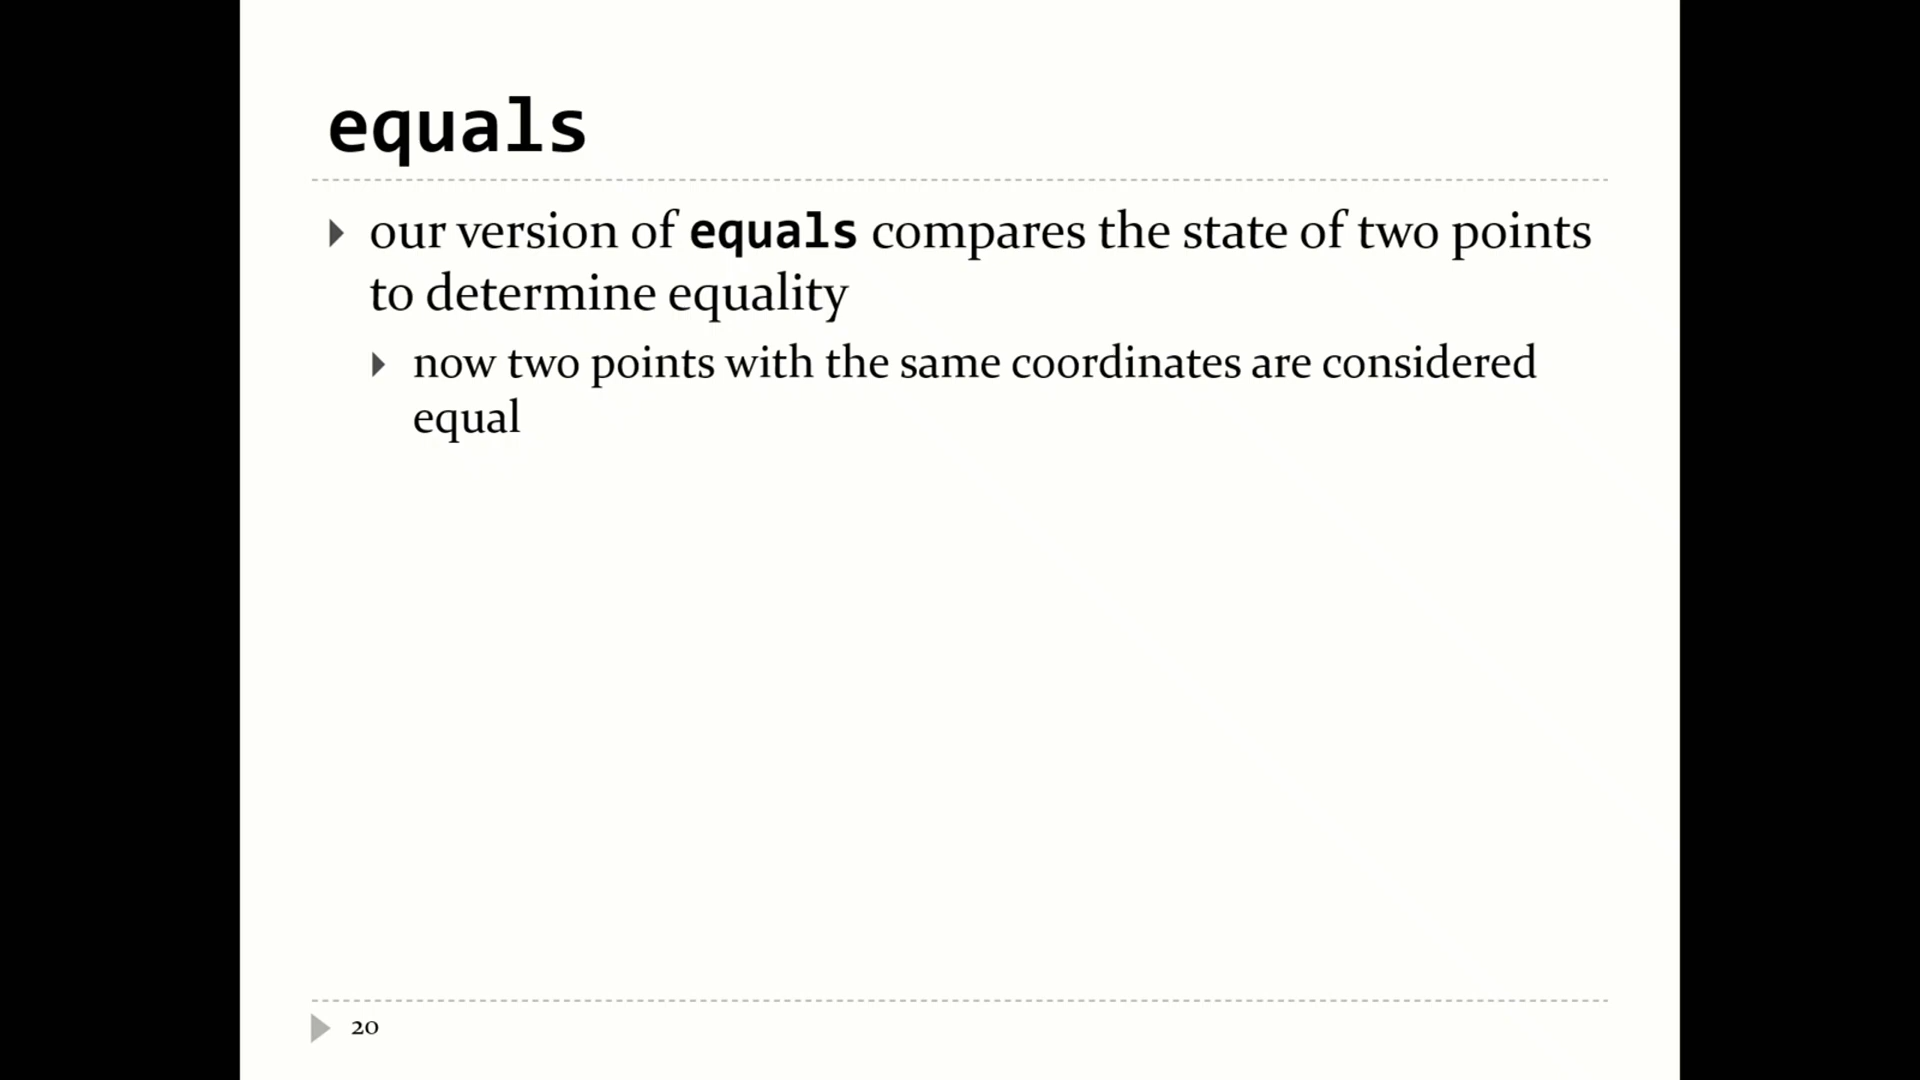 equals
our version of equals compares the state of two points
to determine equality
now two points with the same coordinates are considered
equal
20